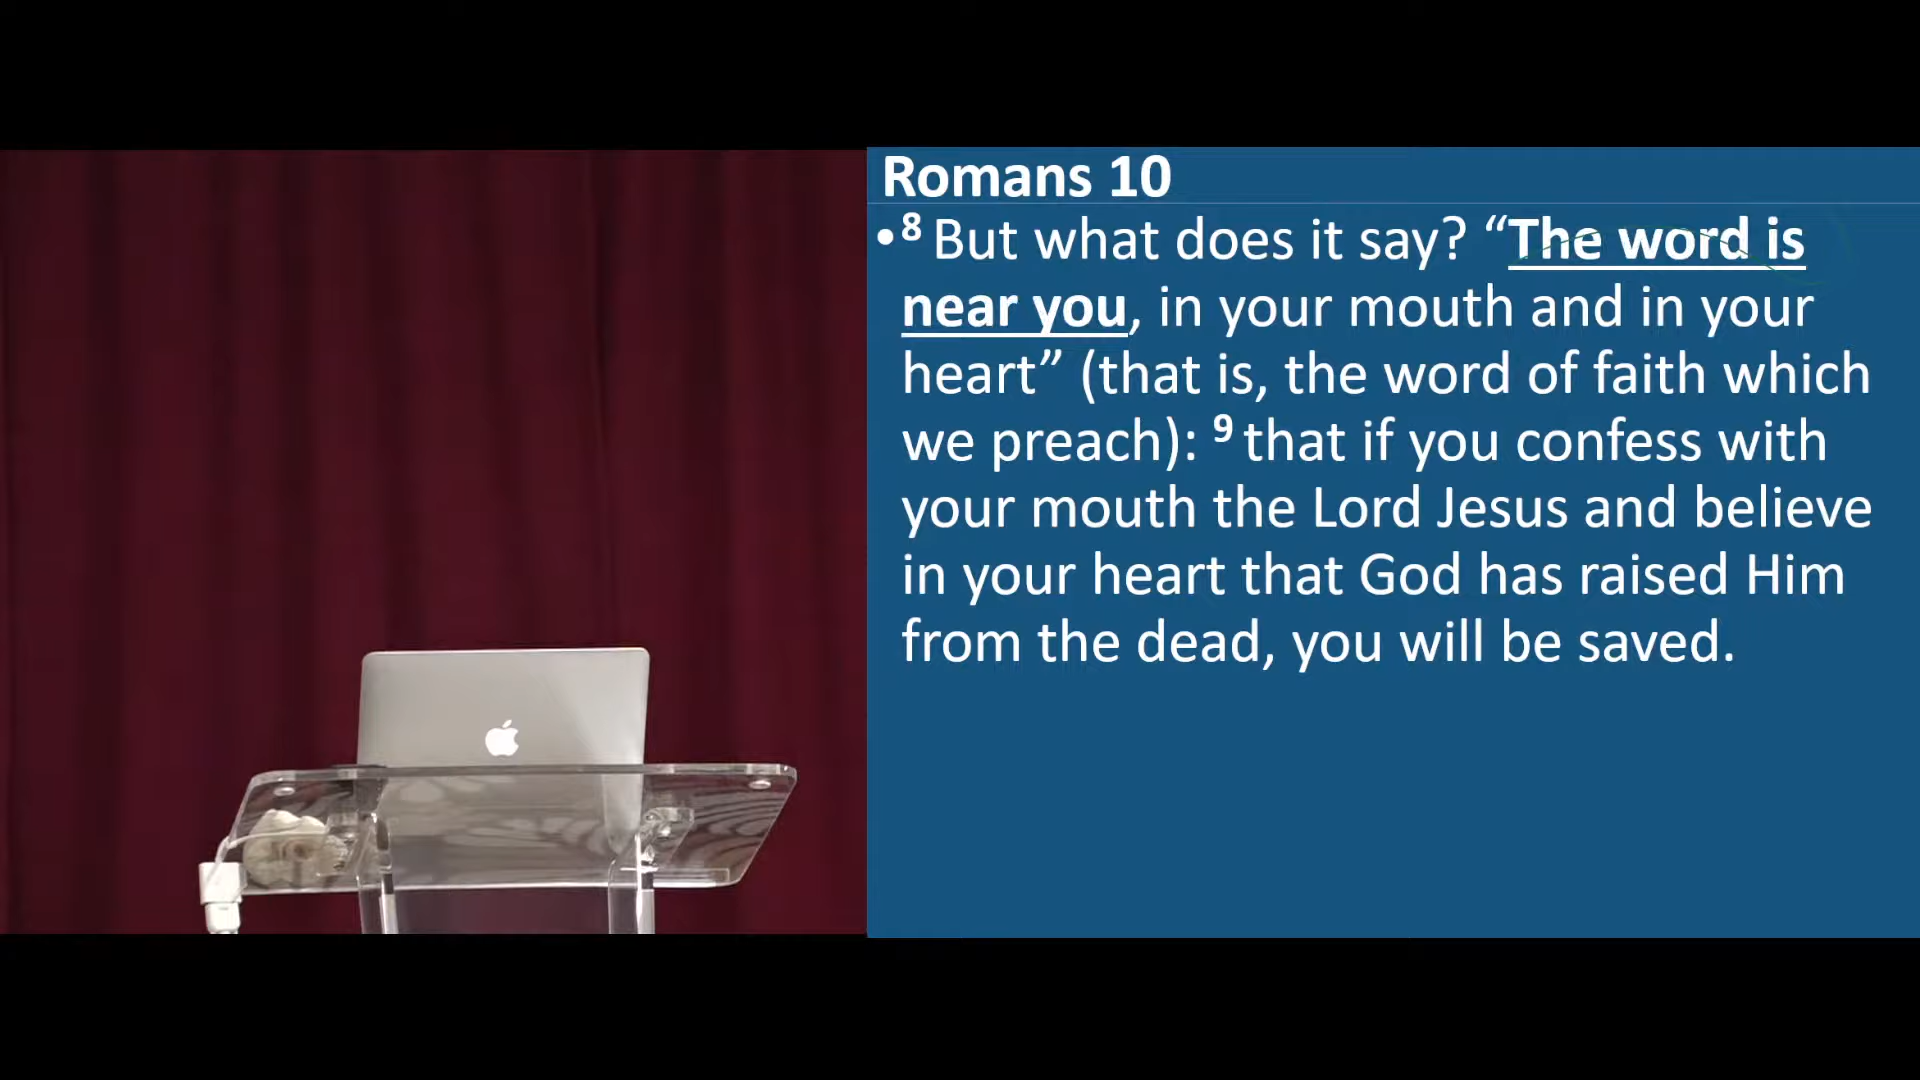 Romans 10
•⁸ But what does it say? “The word is
near you, in your mouth and in your
heart” (that is, the word of faith which
we preach): ⁹ that if you confess with
your mouth the Lord Jesus and believe
in your heart that God has raised Him
from the dead, you will be saved.